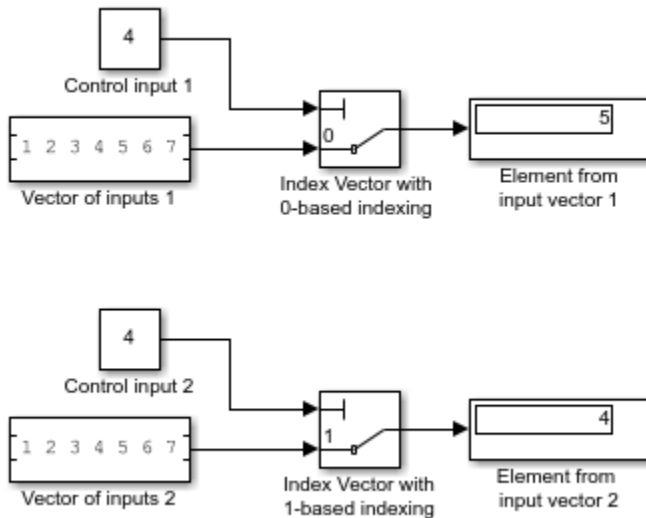 4
Control input 1
1 2 3 4 5 6 7
Vector of inputs 1
0
Index Vector with
0-based indexing
5
Element from
input vector 1
4
Control input 2
1 2 3 4 5 6 7
Vector of inputs 2
1
Index Vector with
1-based indexing
4
Element from
input vector 2